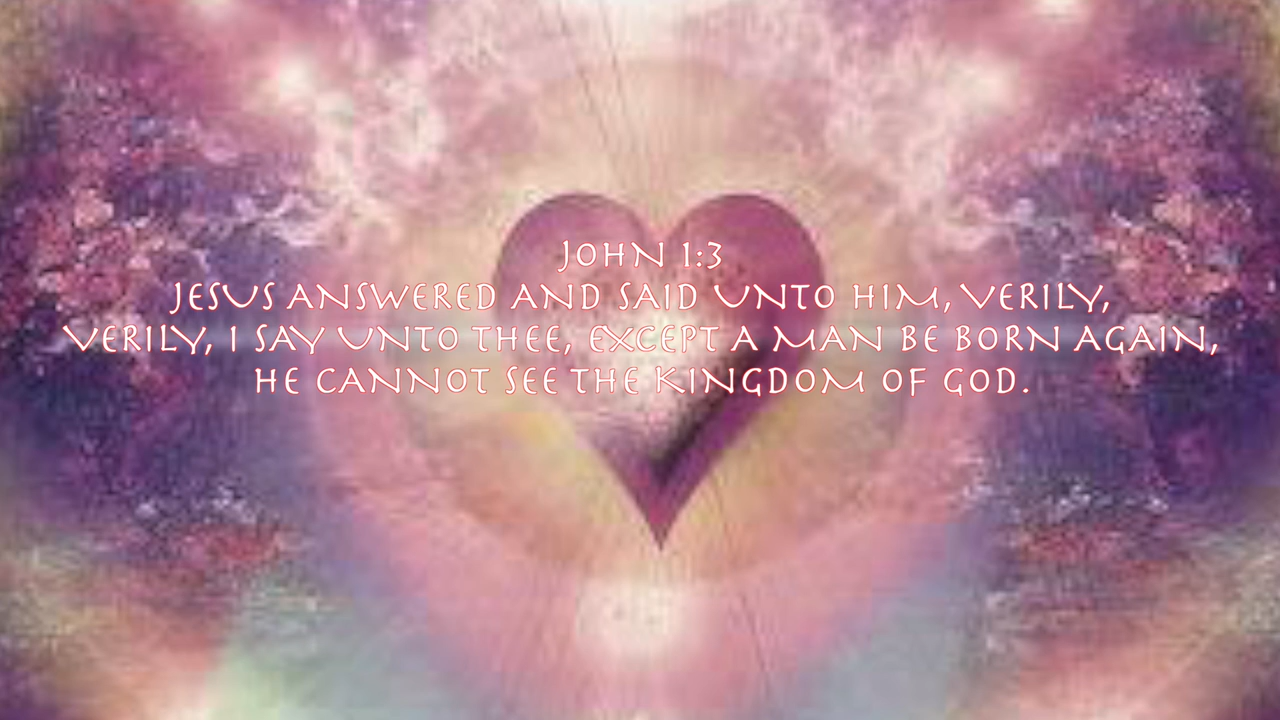 JOHN 1:3
JESUS ANSWERED AND SAID UNTO HIM, VERILY,
VERILY, I SAY UNTO THEE, EXCEPT A MAN BE BORN AGAIN,
HE CANNOT SEE THE KINGDOM OF GOD.